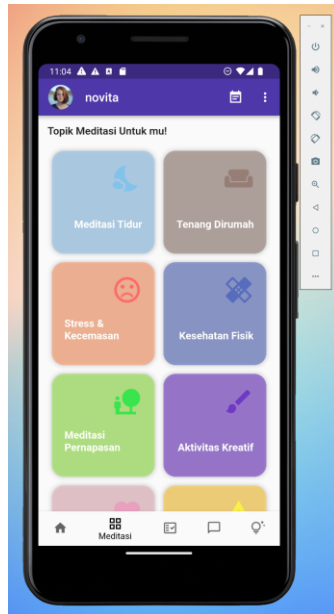 11:04
novita
Topik Meditasi Untuk mu!
Meditasi Tidur
Tenang Dirumah
Stress &
Kecemasan
Kesehatan Fisik
Meditasi
Pernapasan
Aktivitas Kreatif
Meditasi